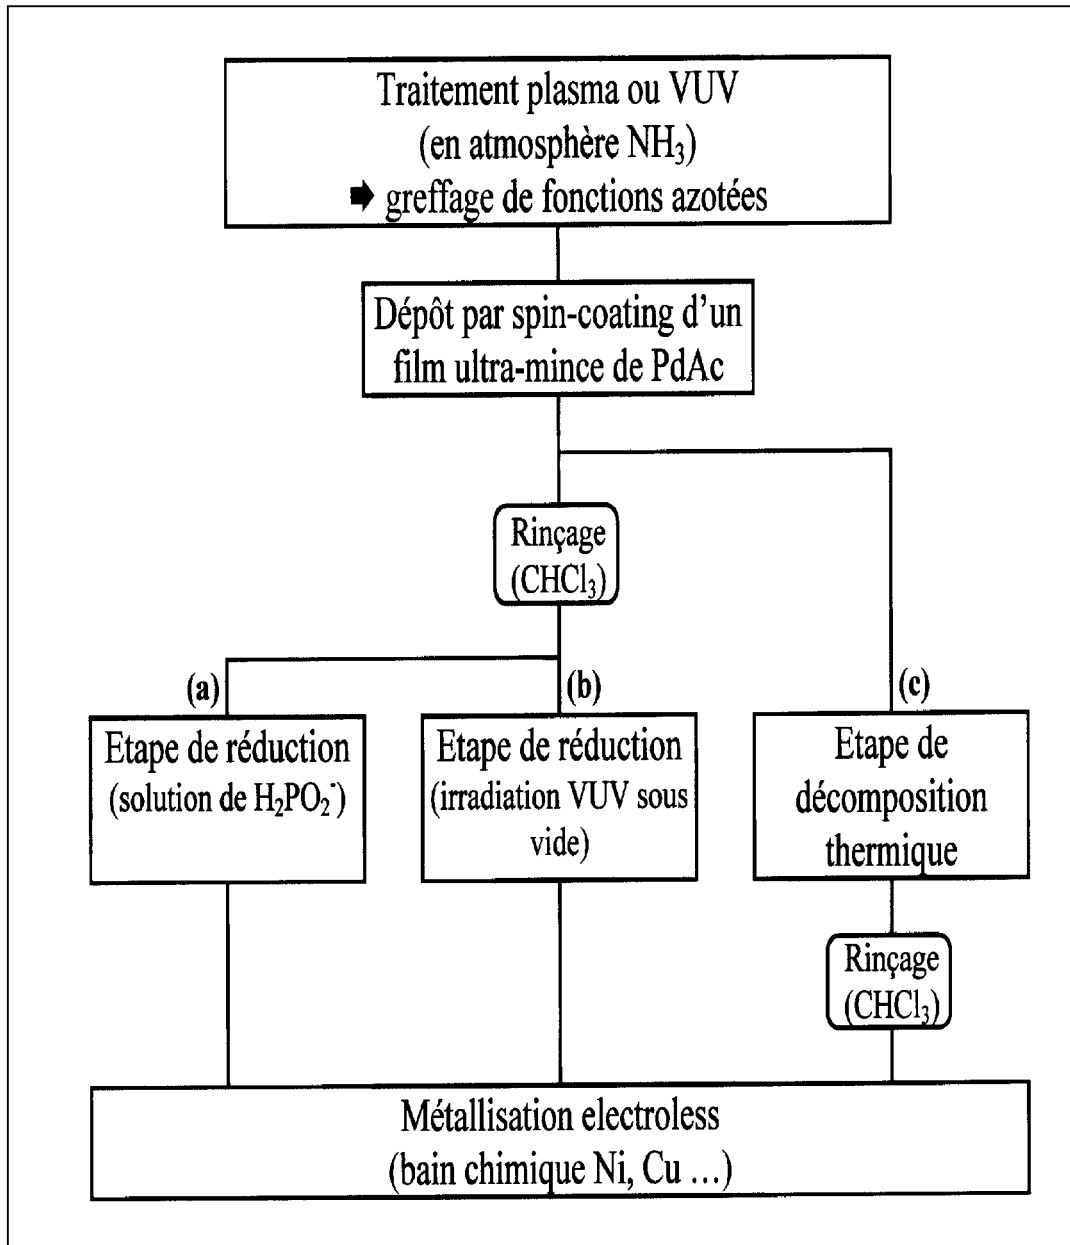 Traitement plasma ou VUV
(en atmosphère NH₃)
➨ greffage de fonctions azotées
Dépôt par spin-coating d'un
film ultra-mince de PdAc
Rinçage
(CHCl₃)
(a)
(b)
(c)
Etape de réduction
(solution de H₂PO₂⁻)
Etape de réduction
(irradiation VUV sous
vide)
Etape de
décomposition
thermique
Rinçage
(CHCl₃)
Métallisation electroless
(bain chimique Ni, Cu ...)